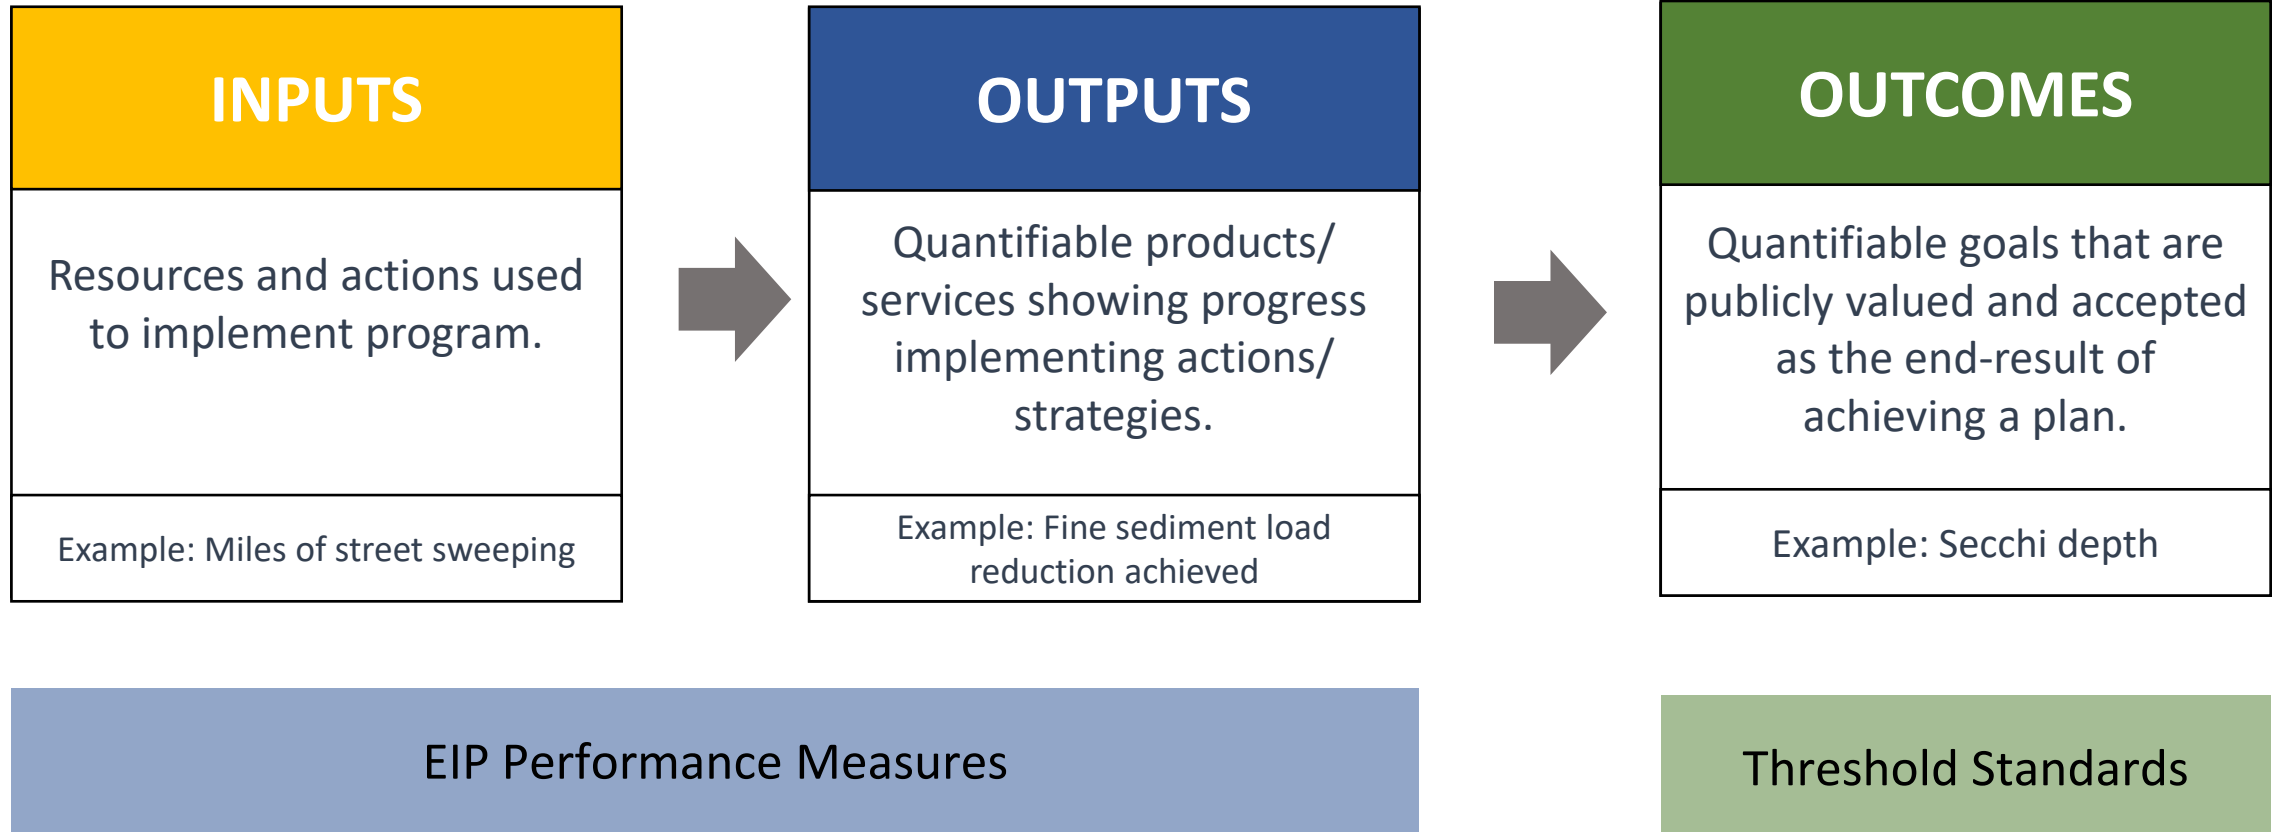 INPUTS
Resources and actions used
to implement program.
Example: Miles of street sweeping
OUTPUTS
Quantifiable products/
services showing progress
implementing actions/
strategies.
Example: Fine sediment load
reduction achieved
OUTCOMES
Quantifiable goals that are
publicly valued and accepted
as the end-result of
achieving a plan.
Example: Secchi depth
EIP Performance Measures
Threshold Standards